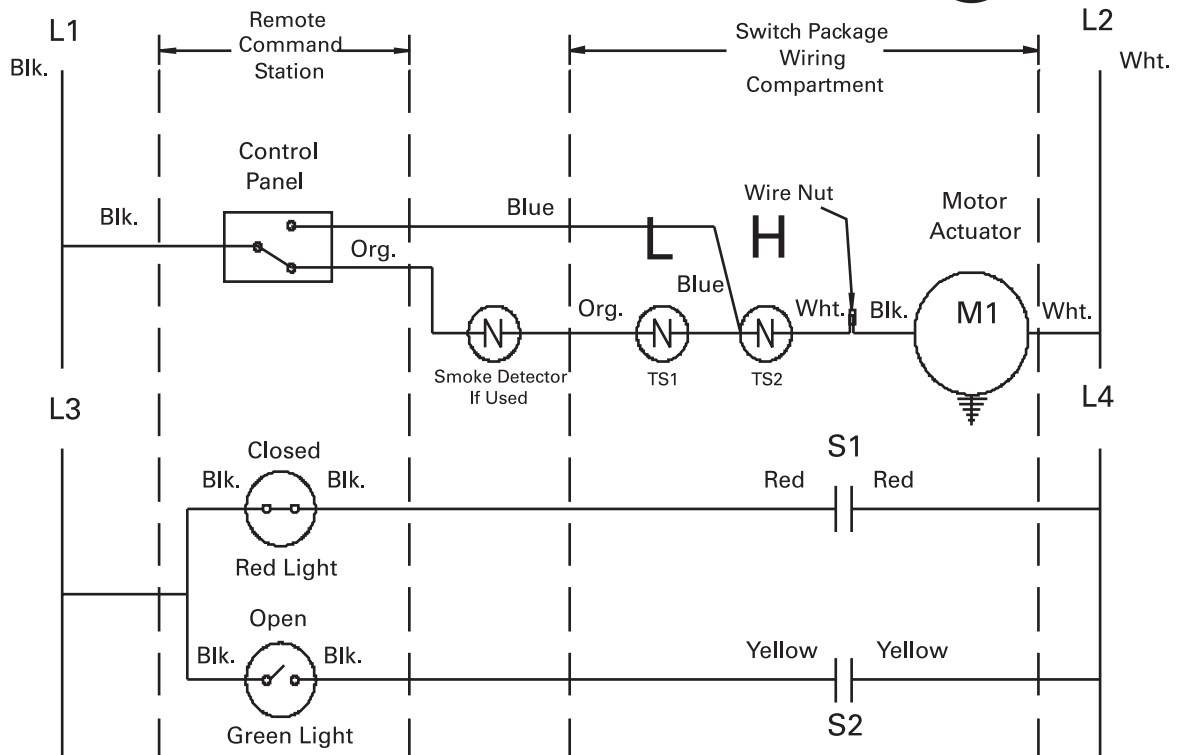 L1
Blk.
Remote
Command
Station
Switch Package
Wiring
Compartment
L2
Wht.
Control
Panel
Blk.
Blue
Org.
L
H
Wire Nut
Motor
Actuator
Blue
Org.
Wht.
Blk.
M1
Wht.
N
N
N
Smoke Detector
If Used
TS1
TS2
L3
L4
Closed
Blk.
Blk.
Red Light
S1
Red
Red
Open
Blk.
Blk.
Green Light
Yellow
Yellow
S2